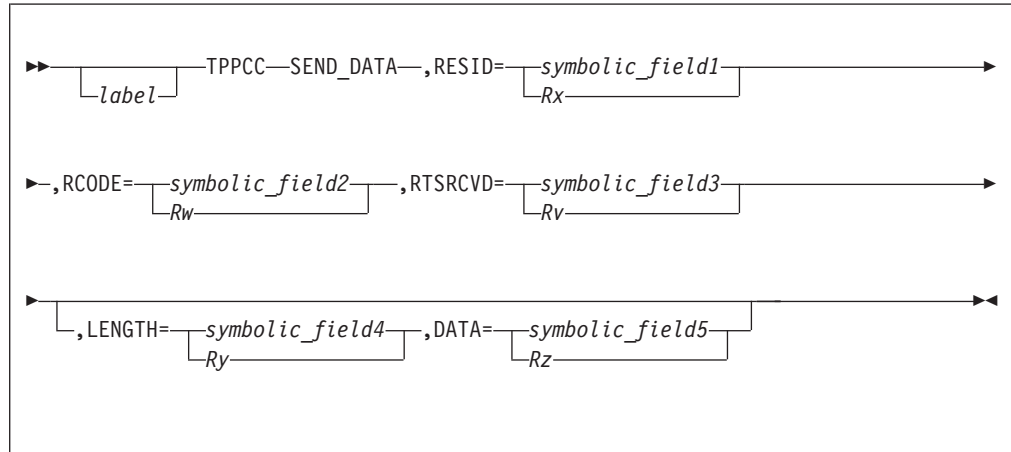 TPPCC SEND_DATA ,RESID= symbolic_field1
label Rx
,RCODE= symbolic_field2 ,RTSRCVD= symbolic_field3
Rw Rv
,LENGTH= symbolic_field4 ,DATA= symbolic_field5
Ry Rz